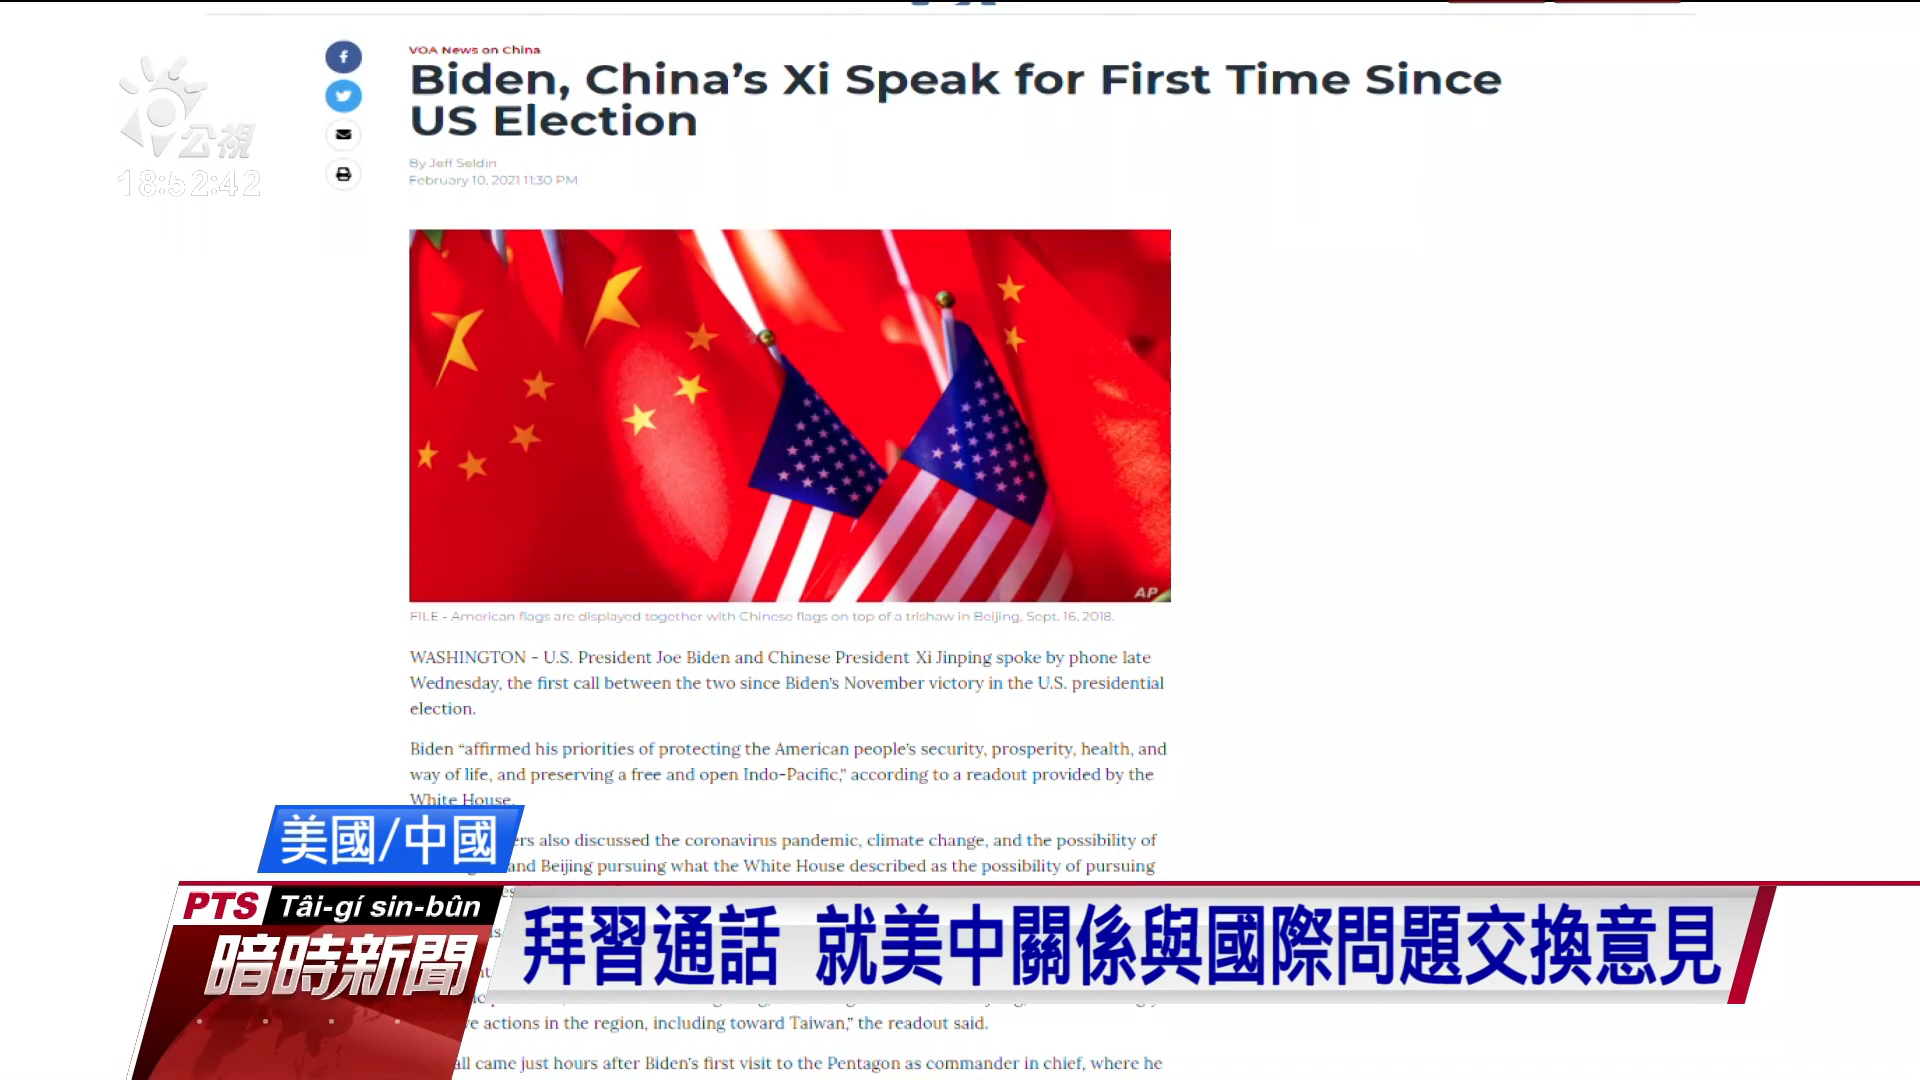 VOA News on China
Biden, China’s Xi Speak for First Time Since
US Election
By Jeff Seldin
February 10, 2021 11:30 PM
公視
18:52:42
AP
FILE - American flags are displayed together with Chinese flags on top of a trishaw in Beijing, Sept. 16, 2018.
WASHINGTON - U.S. President Joe Biden and Chinese President Xi Jinping spoke by phone late
Wednesday, the first call between the two since Biden’s November victory in the U.S. presidential
election.
Biden “affirmed his priorities of protecting the American people’s security, prosperity, health, and
way of life, and preserving a free and open Indo-Pacific,” according to a readout provided by the
White House.
also discussed the coronavirus pandemic, climate change, and the possibility of
and Beijing pursuing what the White House described as the possibility of pursuing
actions in the region, including toward Taiwan,” the readout said.
came just hours after Biden’s first visit to the Pentagon as commander in chief, where he
美國/中國
PTS Tâi-gí sin-bûn
暗時新聞
拜習通話 就美中關係與國際問題交換意見